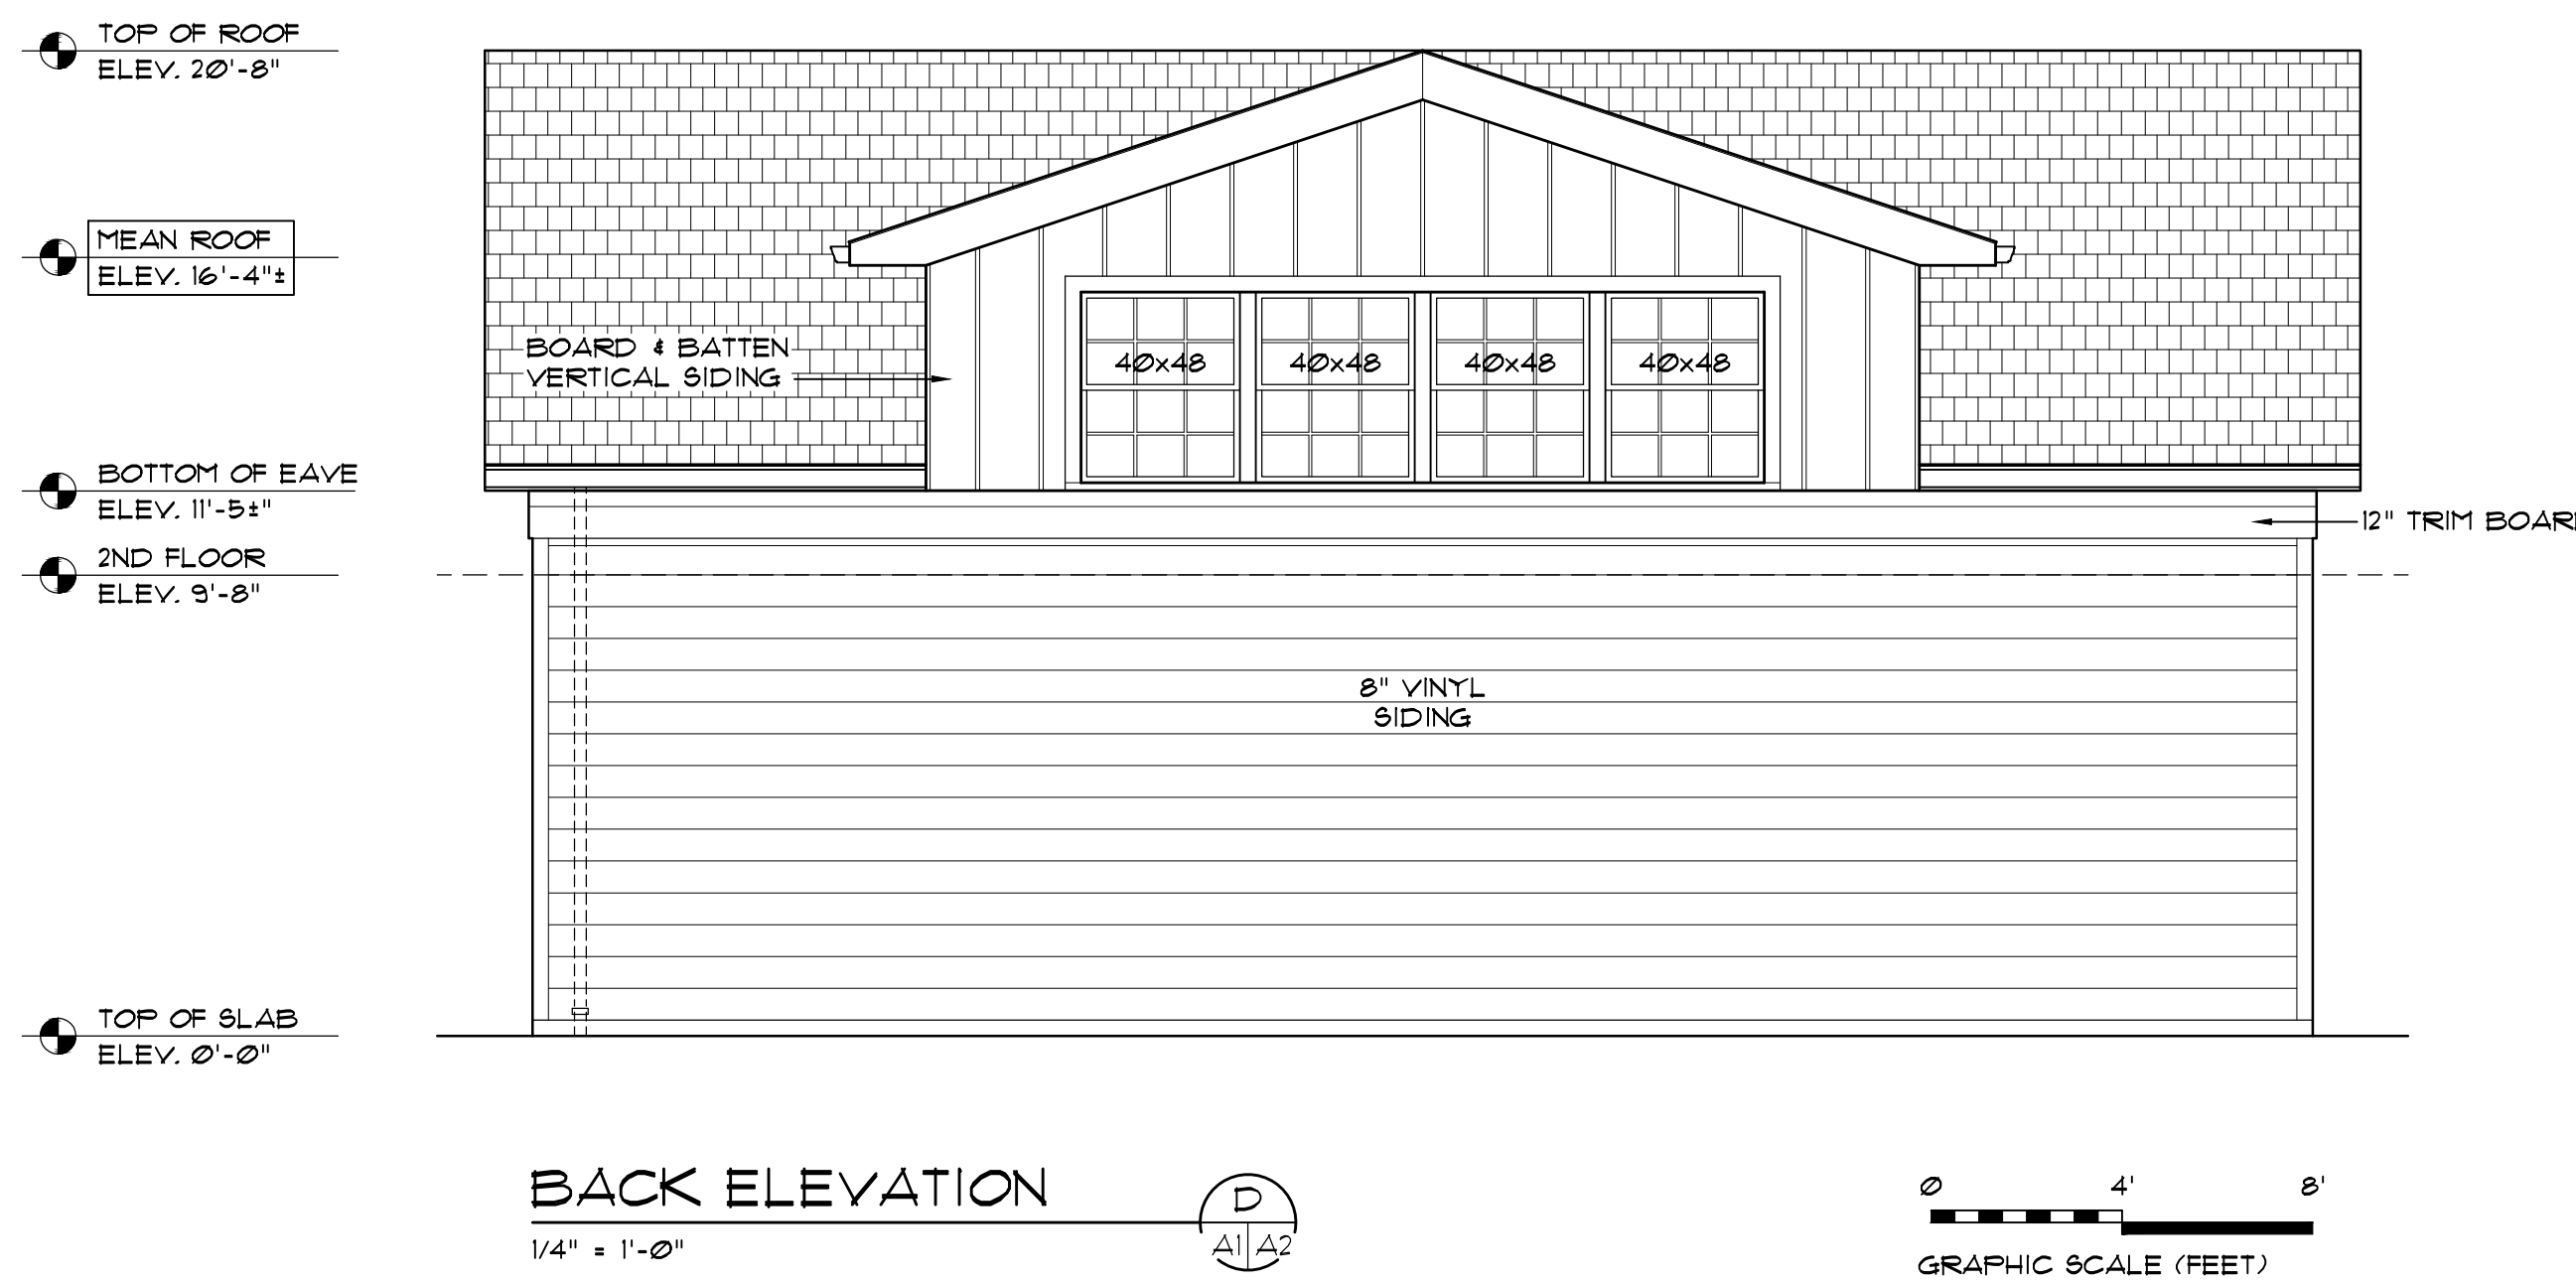 TOP OF ROOF
ELEV. 20'-8"
MEAN ROOF
ELEV. 16'-4"±
BOARD & BATTEN
VERTICAL SIDING
40x48 40x48 40x48 40x48
BOTTOM OF EAVE
ELEV. 11'-5±"
12" TRIM BOAR
2ND FLOOR
ELEV. 9'-8"
8" VINYL
SIDING
TOP OF SLAB
ELEV. 0'-0"
BACK ELEVATION
1/4" = 1'-0"
D
A1 A2
0 4' 8'
GRAPHIC SCALE (FEET)